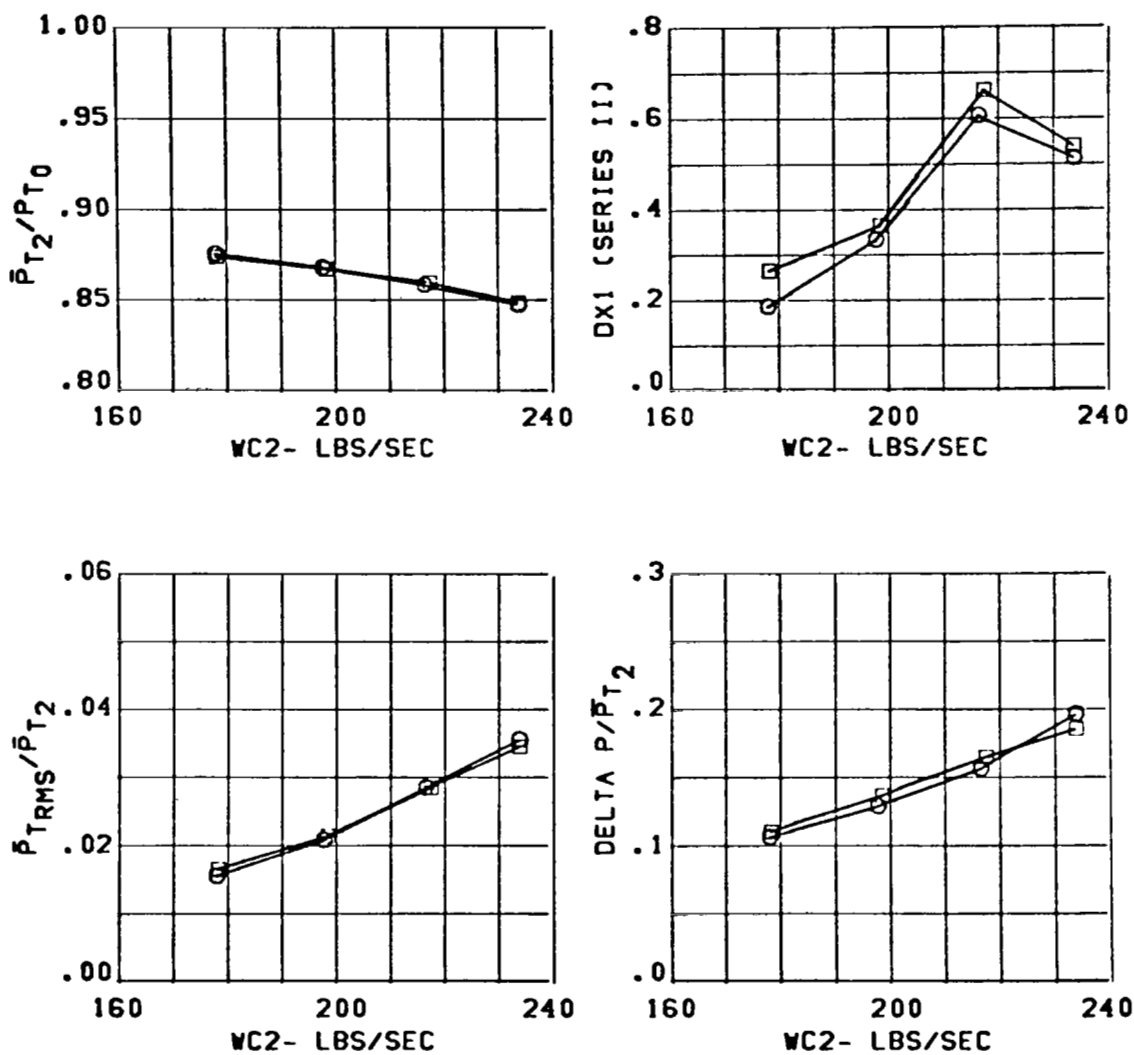 1.00
.95
.90
.85
.80
P̄T2/PT0
160 200 240
WC2- LBS/SEC
.8
.6
.4
.2
.0
DX1 (SERIES II)
160 200 240
WC2- LBS/SEC
.06
.04
.02
.00
P̄TRMS/P̄T2
160 200 240
WC2- LBS/SEC
.3
.2
.1
.0
DELTA P/P̄T2
160 200 240
WC2- LBS/SEC